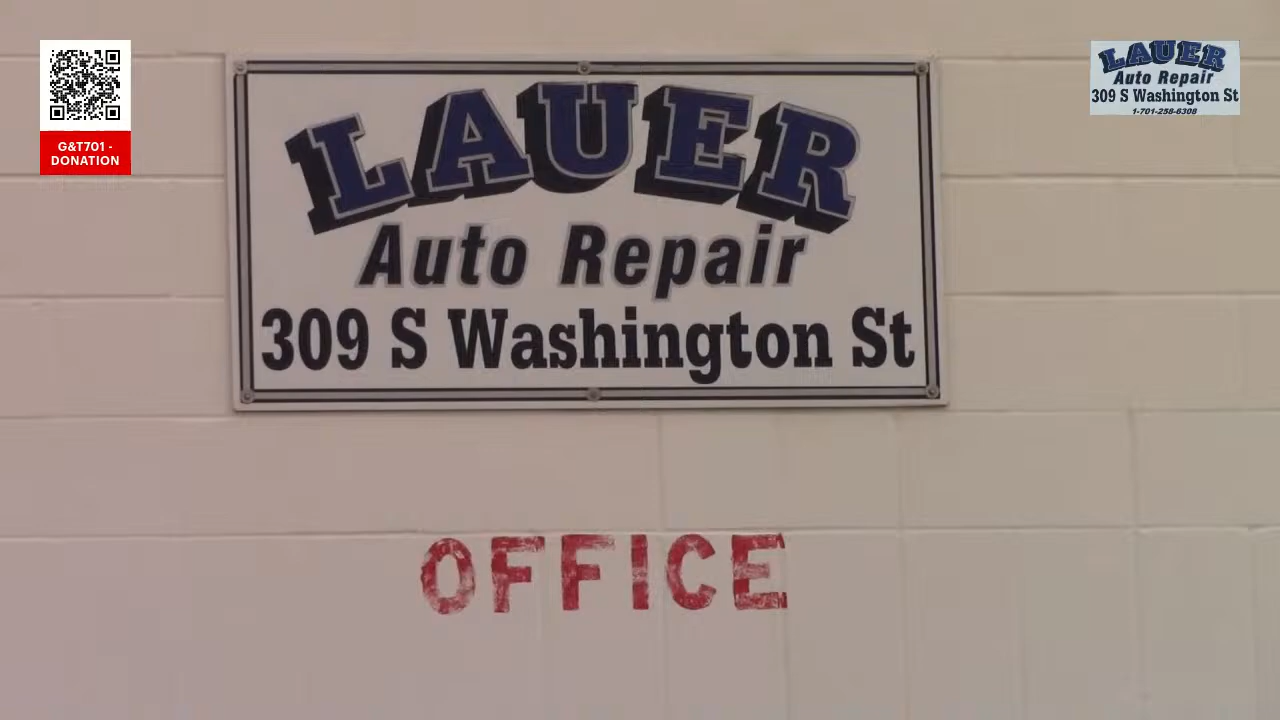 G&T701 -
DONATION
LAUER
Auto Repair
309 S Washington St
1-701-258-6308
LAUER
Auto Repair
309 S Washington St
OFFICE